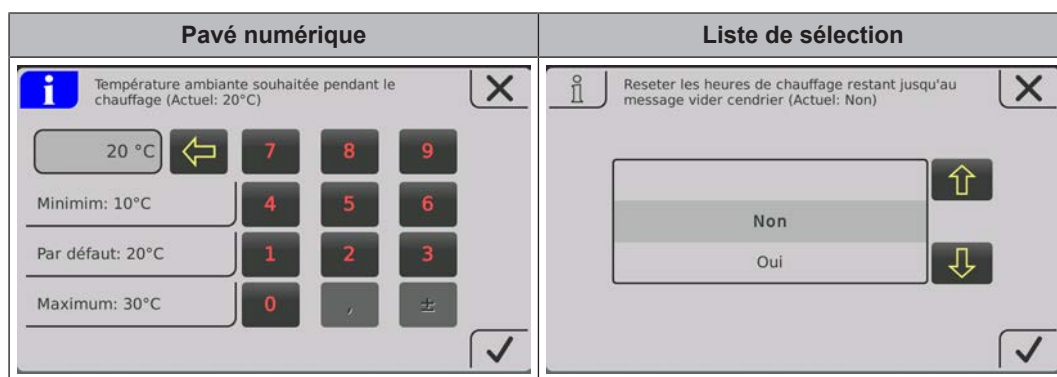 Pavé numérique
Liste de sélection
i
Température ambiante souhaitée pendant le
chauffage (Actuel: 20°C)
20 °C
7 8 9
Minimim: 10°C
4 5 6
Par défaut: 20°C
1 2 3
Maximum: 30°C
0 , ±
i
Reseter les heures de chauffage restant jusqu'au
message vider cendrier (Actuel: Non)
Non
Oui